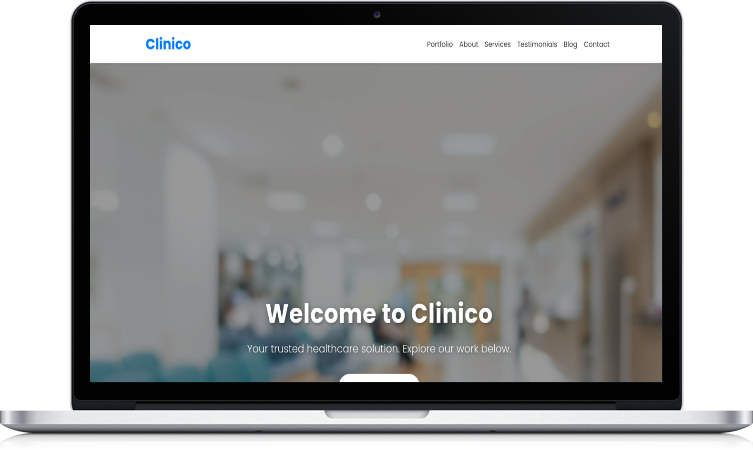 Clinico
Portfolio About Services Testimonials Blog Contact
Welcome to Clinico
Your trusted healthcare solution. Explore our work below.